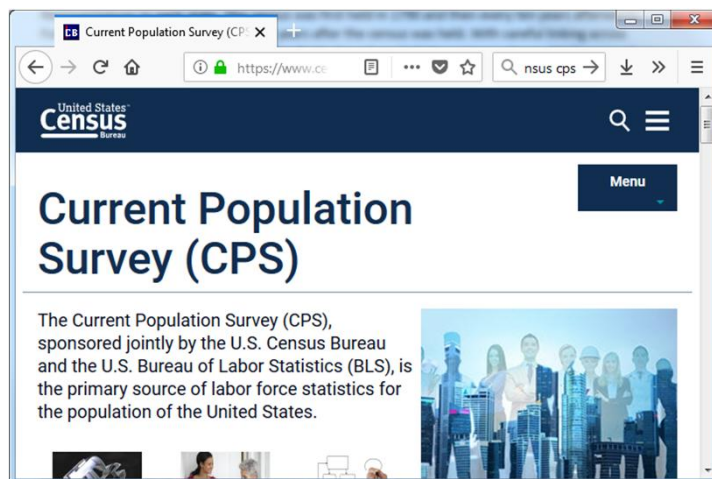 Current Population Survey (CPS
https://www.ce
nsus cps
United States™
Census
Bureau
Menu
Current Population
Survey (CPS)
The Current Population Survey (CPS),
sponsored jointly by the U.S. Census Bureau
and the U.S. Bureau of Labor Statistics (BLS), is
the primary source of labor force statistics for
the population of the United States.